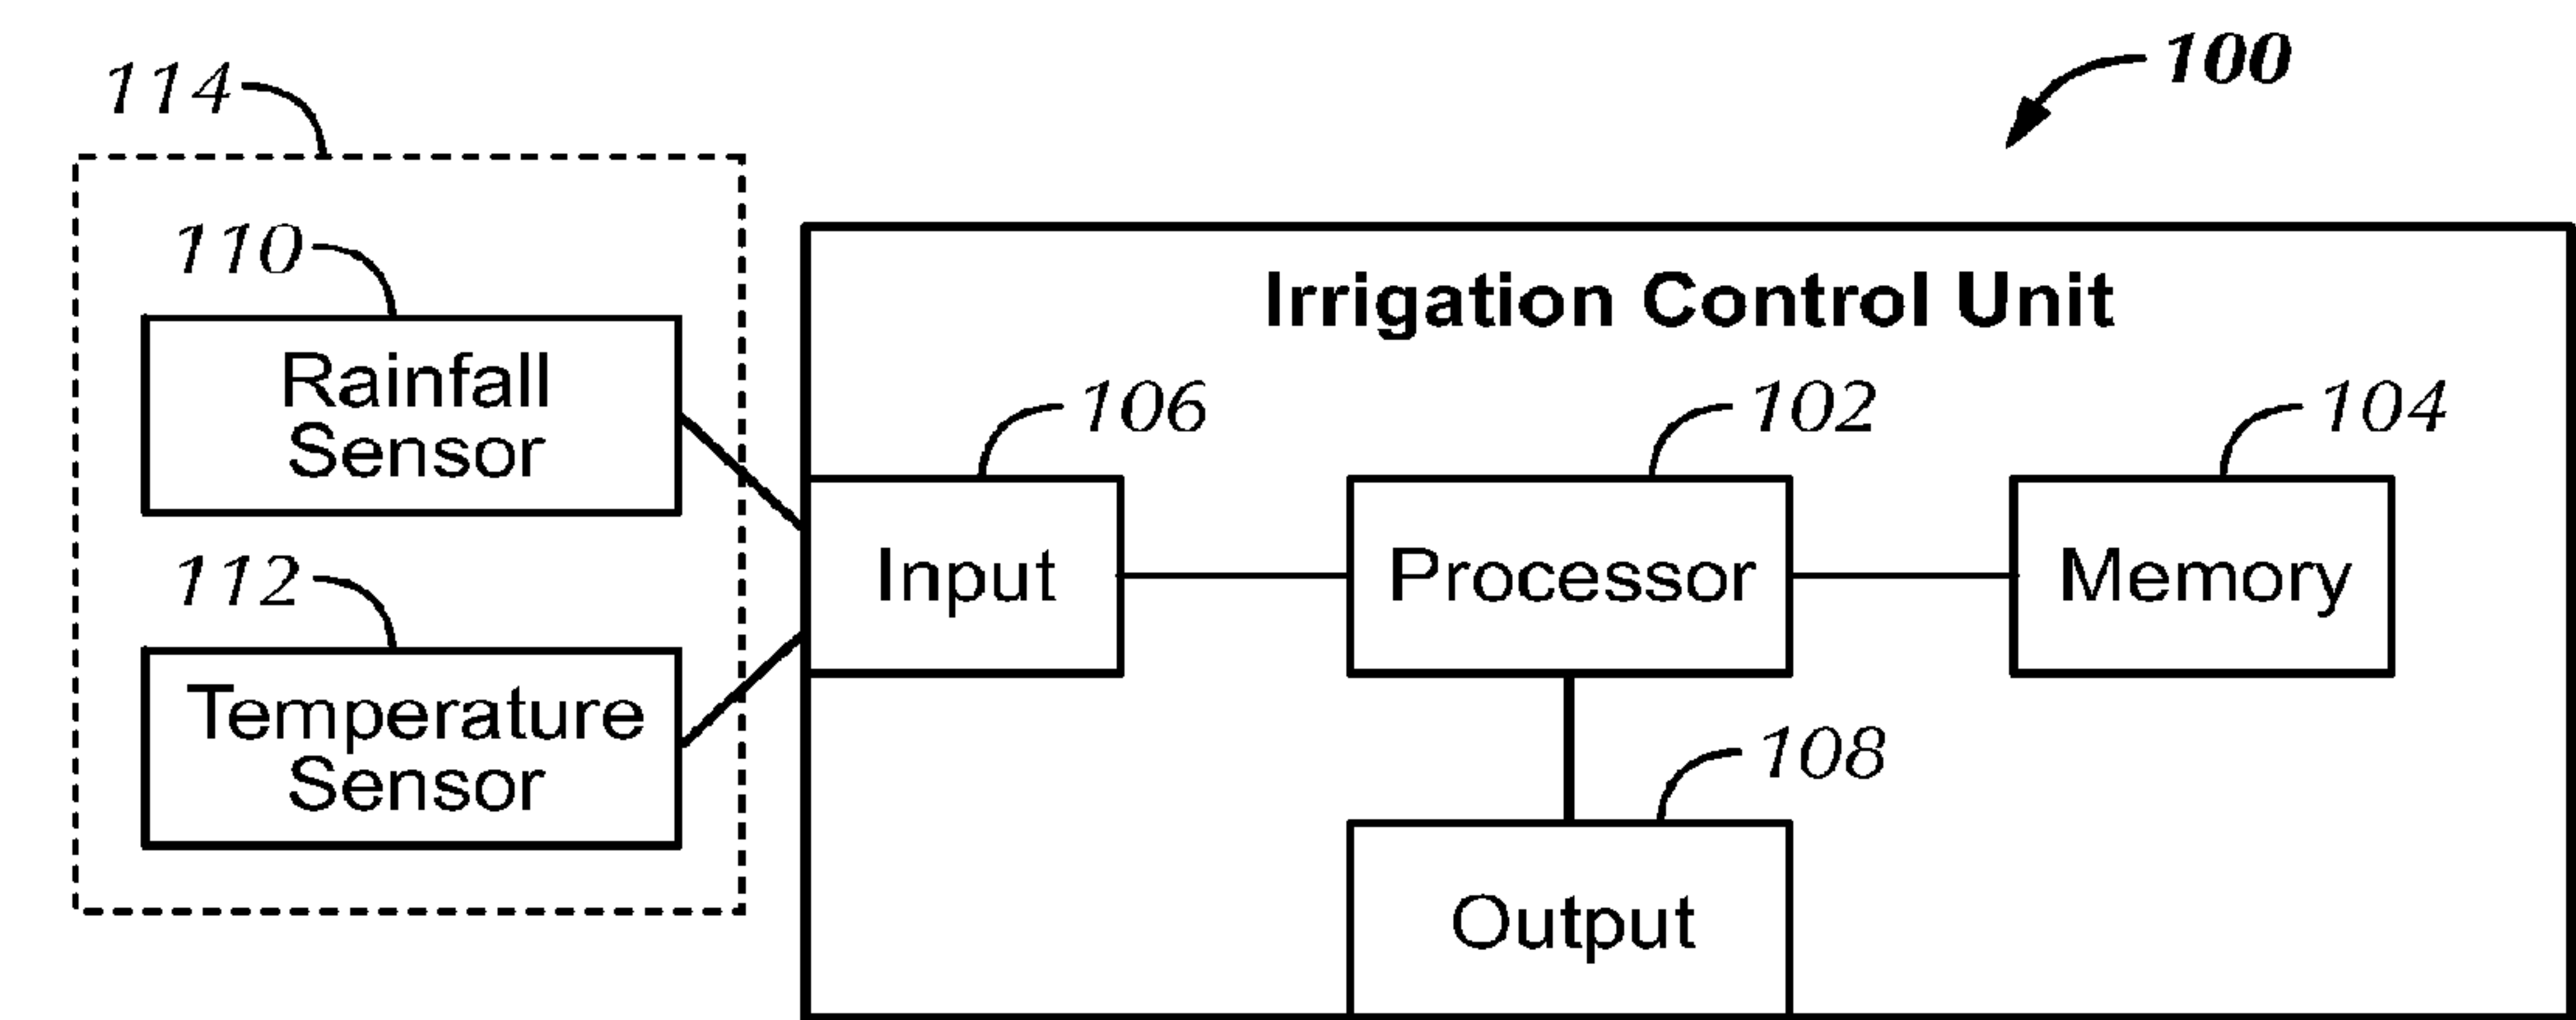 100
114
110
Rainfall
Sensor
112
Temperature
Sensor
Irrigation Control Unit
106
Input
102
Processor
104
Memory
108
Output